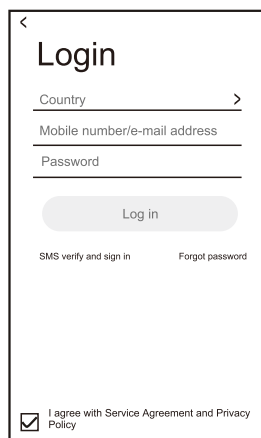 Login
Country
Mobile number/e-mail address
Password
Log in
SMS verify and sign in Forgot password
I agree with Service Agreement and Privacy
Policy